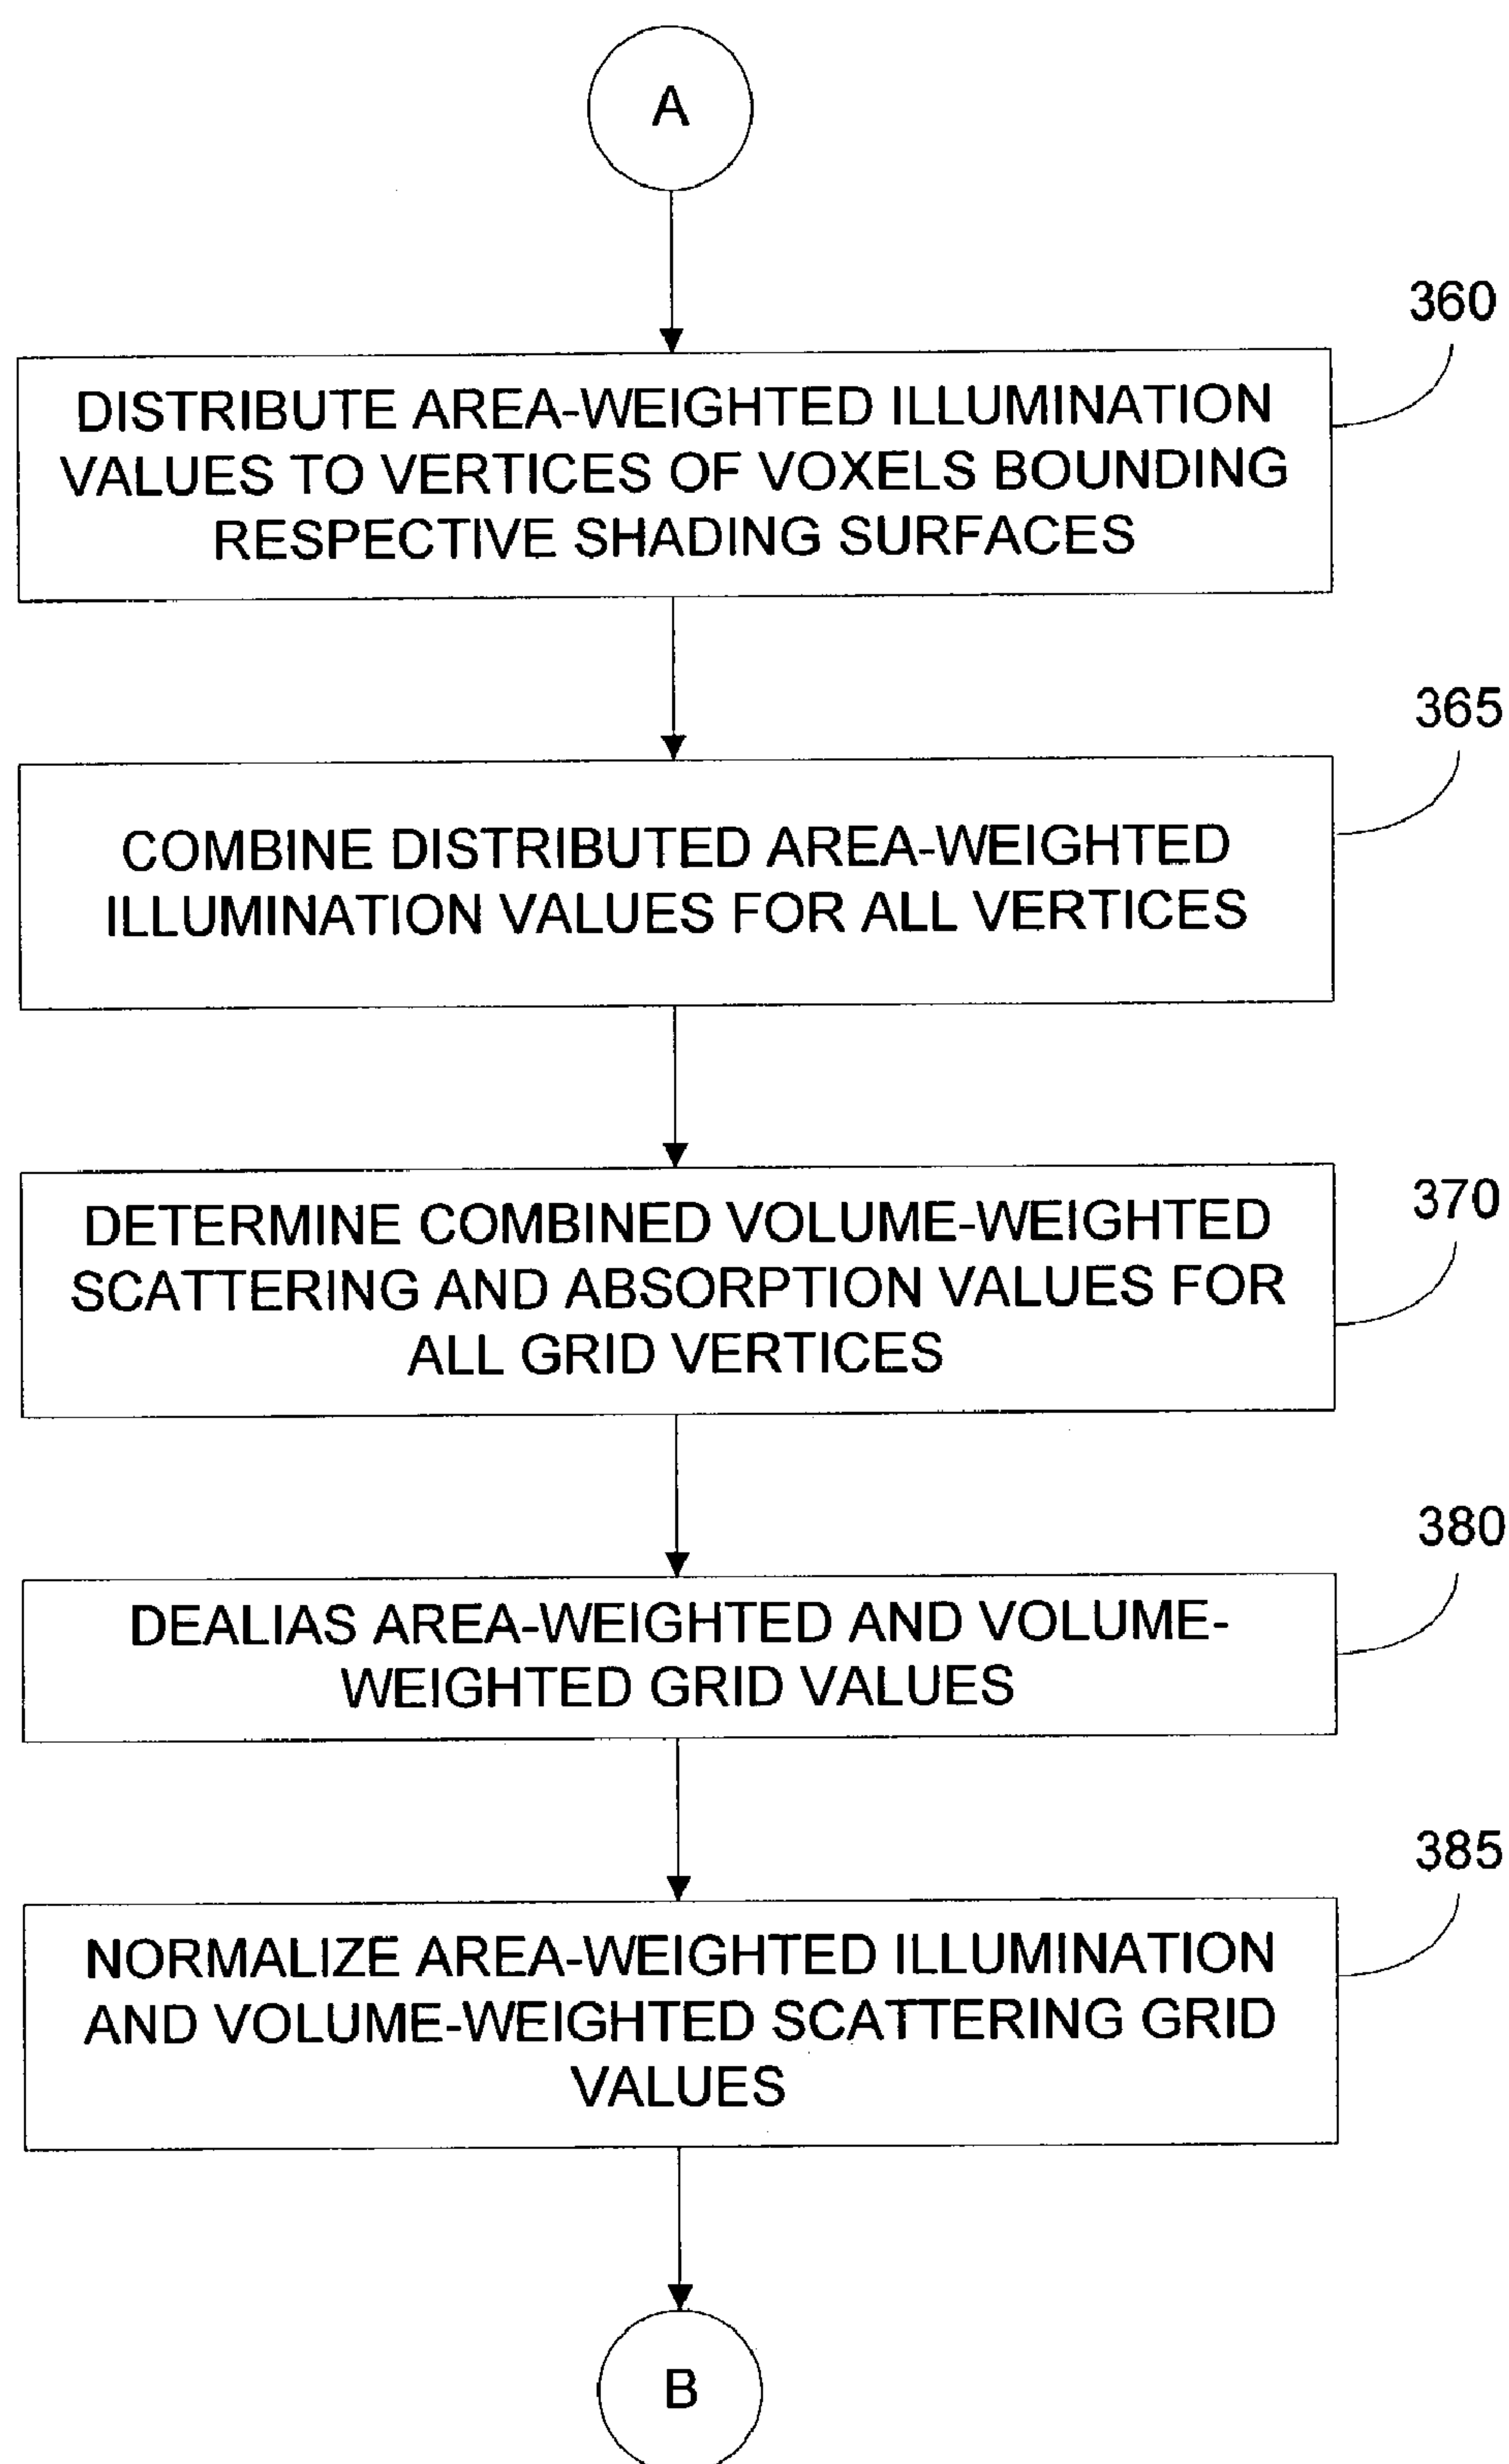 A
360
DISTRIBUTE AREA-WEIGHTED ILLUMINATION
VALUES TO VERTICES OF VOXELS BOUNDING
RESPECTIVE SHADING SURFACES
365
COMBINE DISTRIBUTED AREA-WEIGHTED
ILLUMINATION VALUES FOR ALL VERTICES
370
DETERMINE COMBINED VOLUME-WEIGHTED
SCATTERING AND ABSORPTION VALUES FOR
ALL GRID VERTICES
380
DEALIAS AREA-WEIGHTED AND VOLUME-
WEIGHTED GRID VALUES
385
NORMALIZE AREA-WEIGHTED ILLUMINATION
AND VOLUME-WEIGHTED SCATTERING GRID
VALUES
B